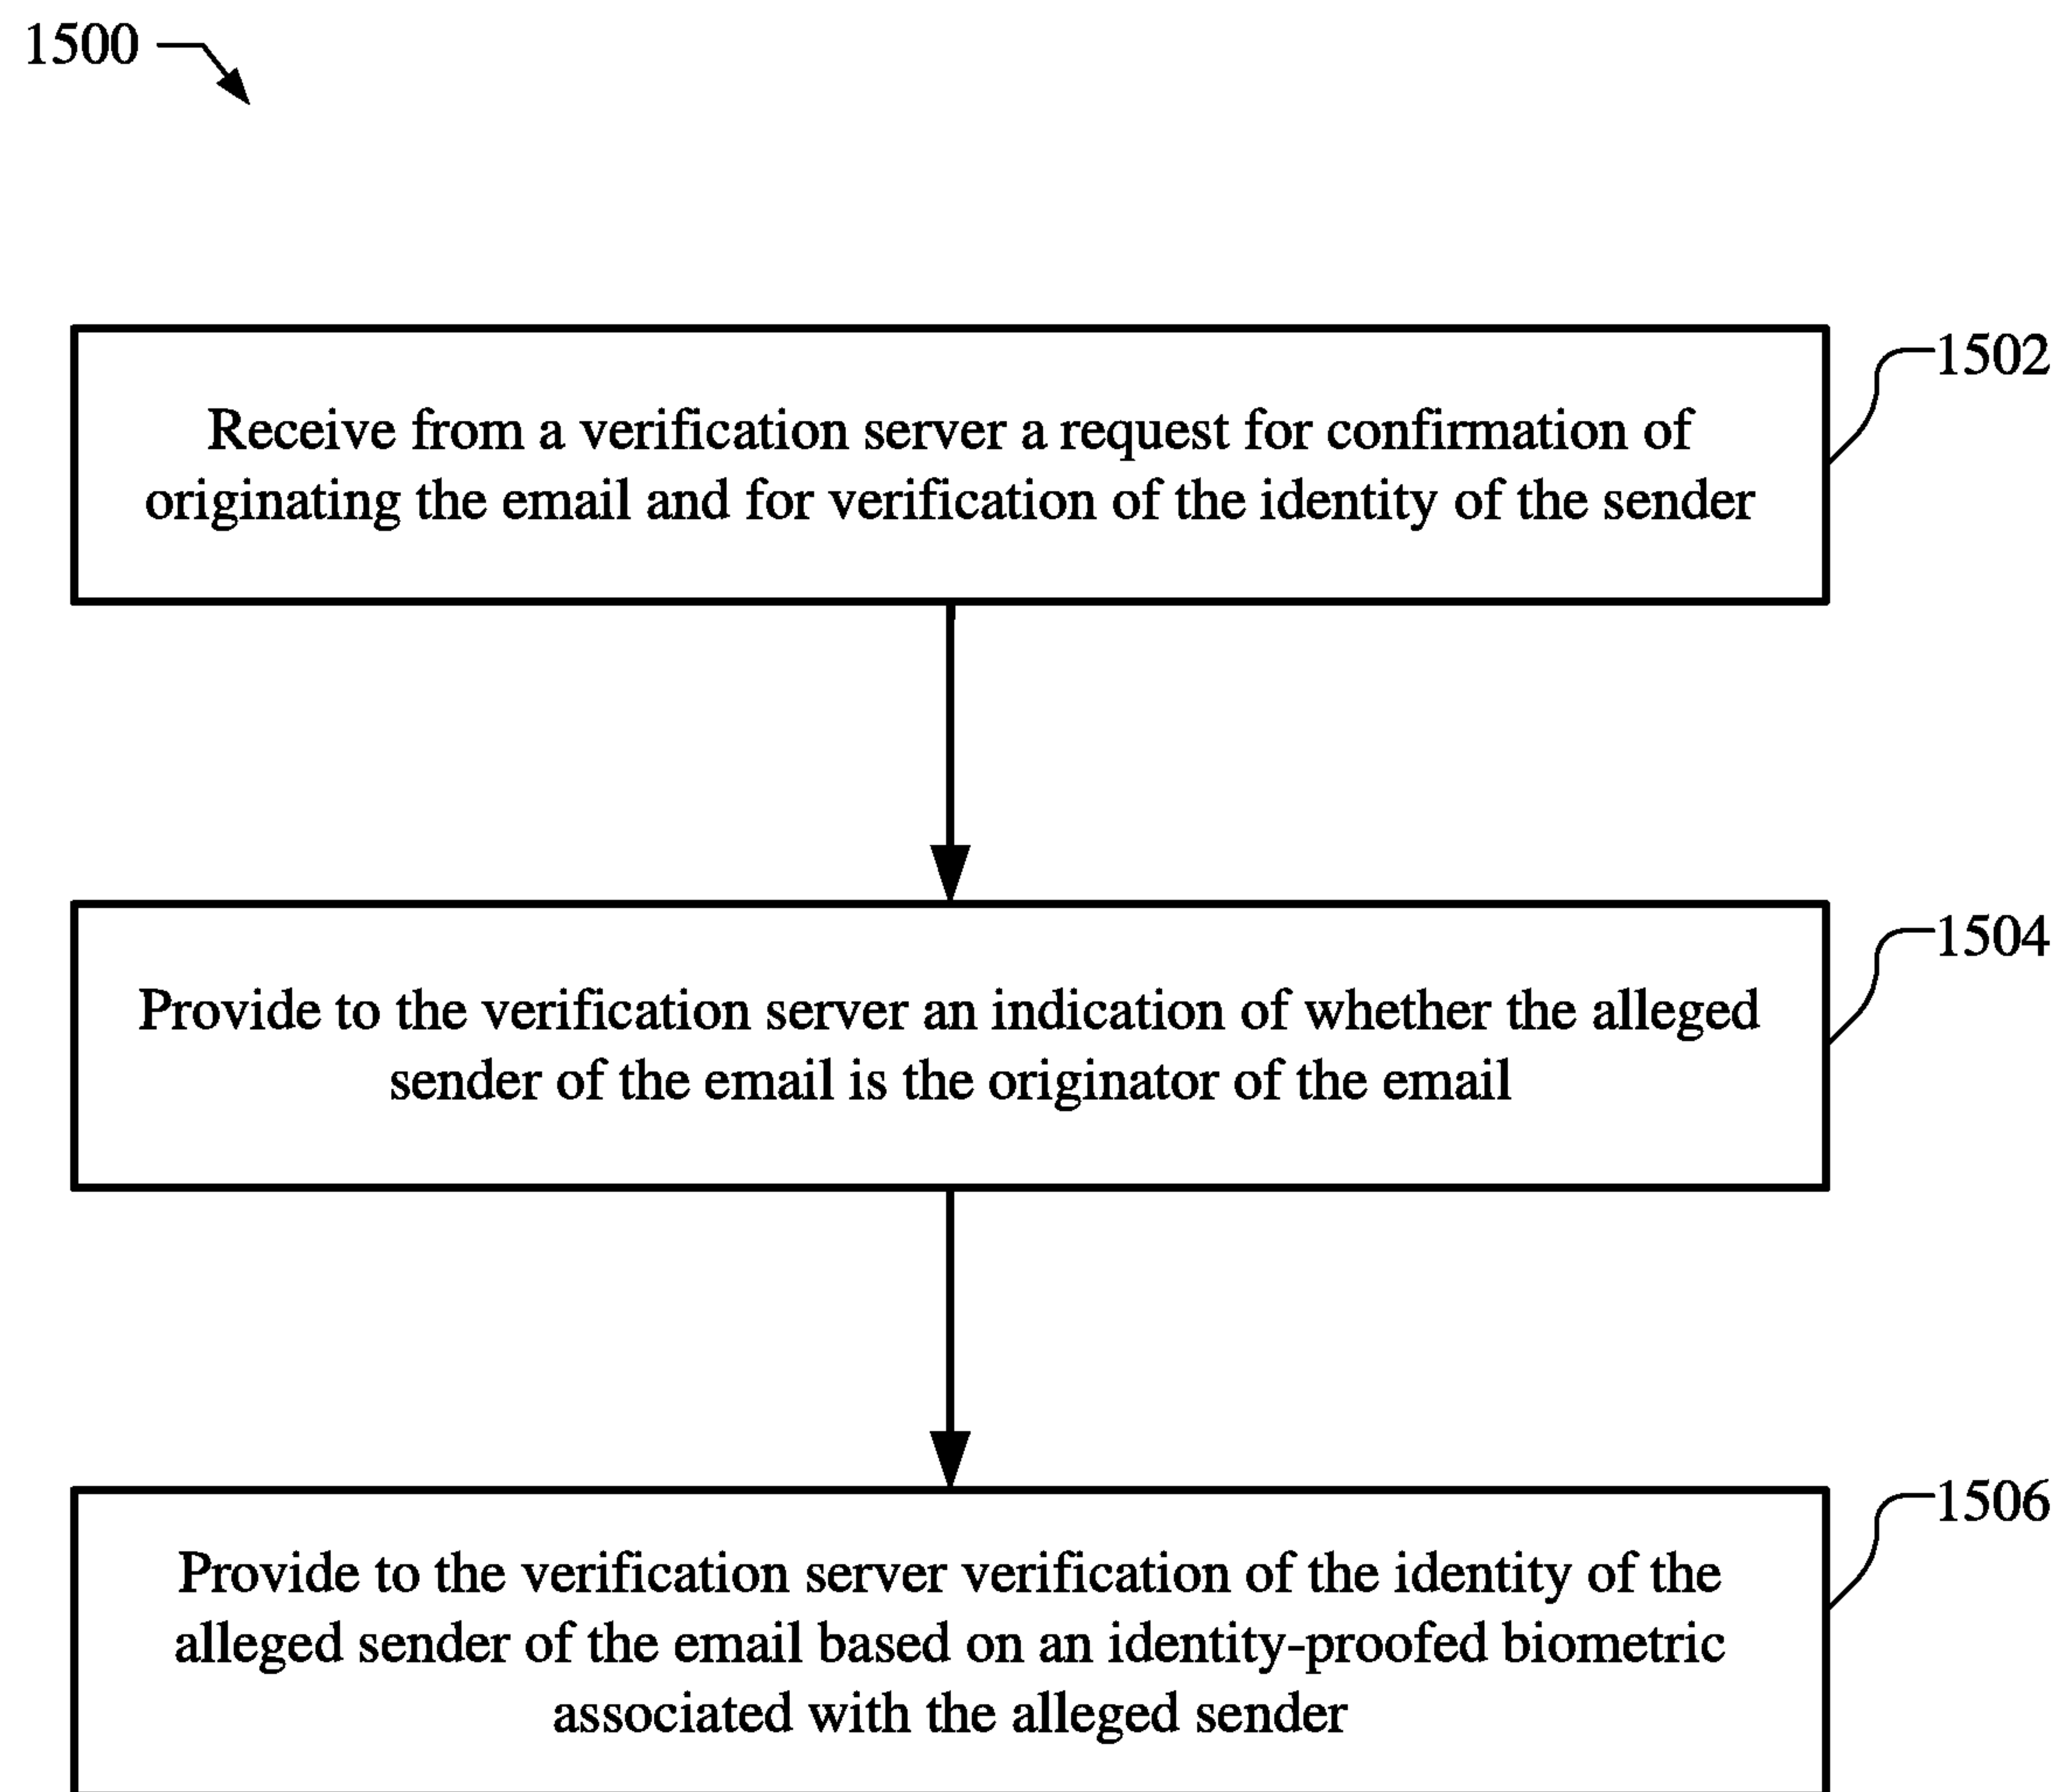 1500
1502
Receive from a verification server a request for confirmation of
originating the email and for verification of the identity of the sender
1504
Provide to the verification server an indication of whether the alleged
sender of the email is the originator of the email
1506
Provide to the verification server verification of the identity of the
alleged sender of the email based on an identity-proofed biometric
associated with the alleged sender